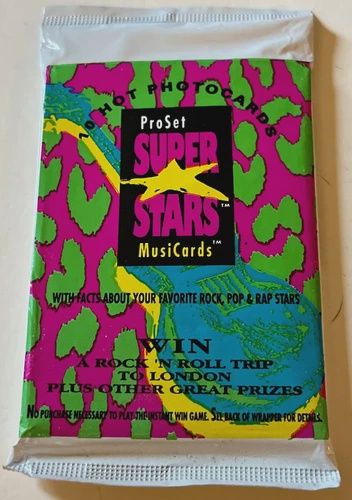 10 HOT PHOTOCARDS
ProSet
SUPER
STARS™
MusiCards™
WITH FACTS ABOUT YOUR FAVORITE ROCK, POP & RAP STARS
WIN
A ROCK 'N ROLL TRIP
TO LONDON
PLUS OTHER GREAT PRIZES
NO PURCHASE NECESSARY TO PLAY THE INSTANT WIN GAME. SEE BACK OF WRAPPER FOR DETAILS.